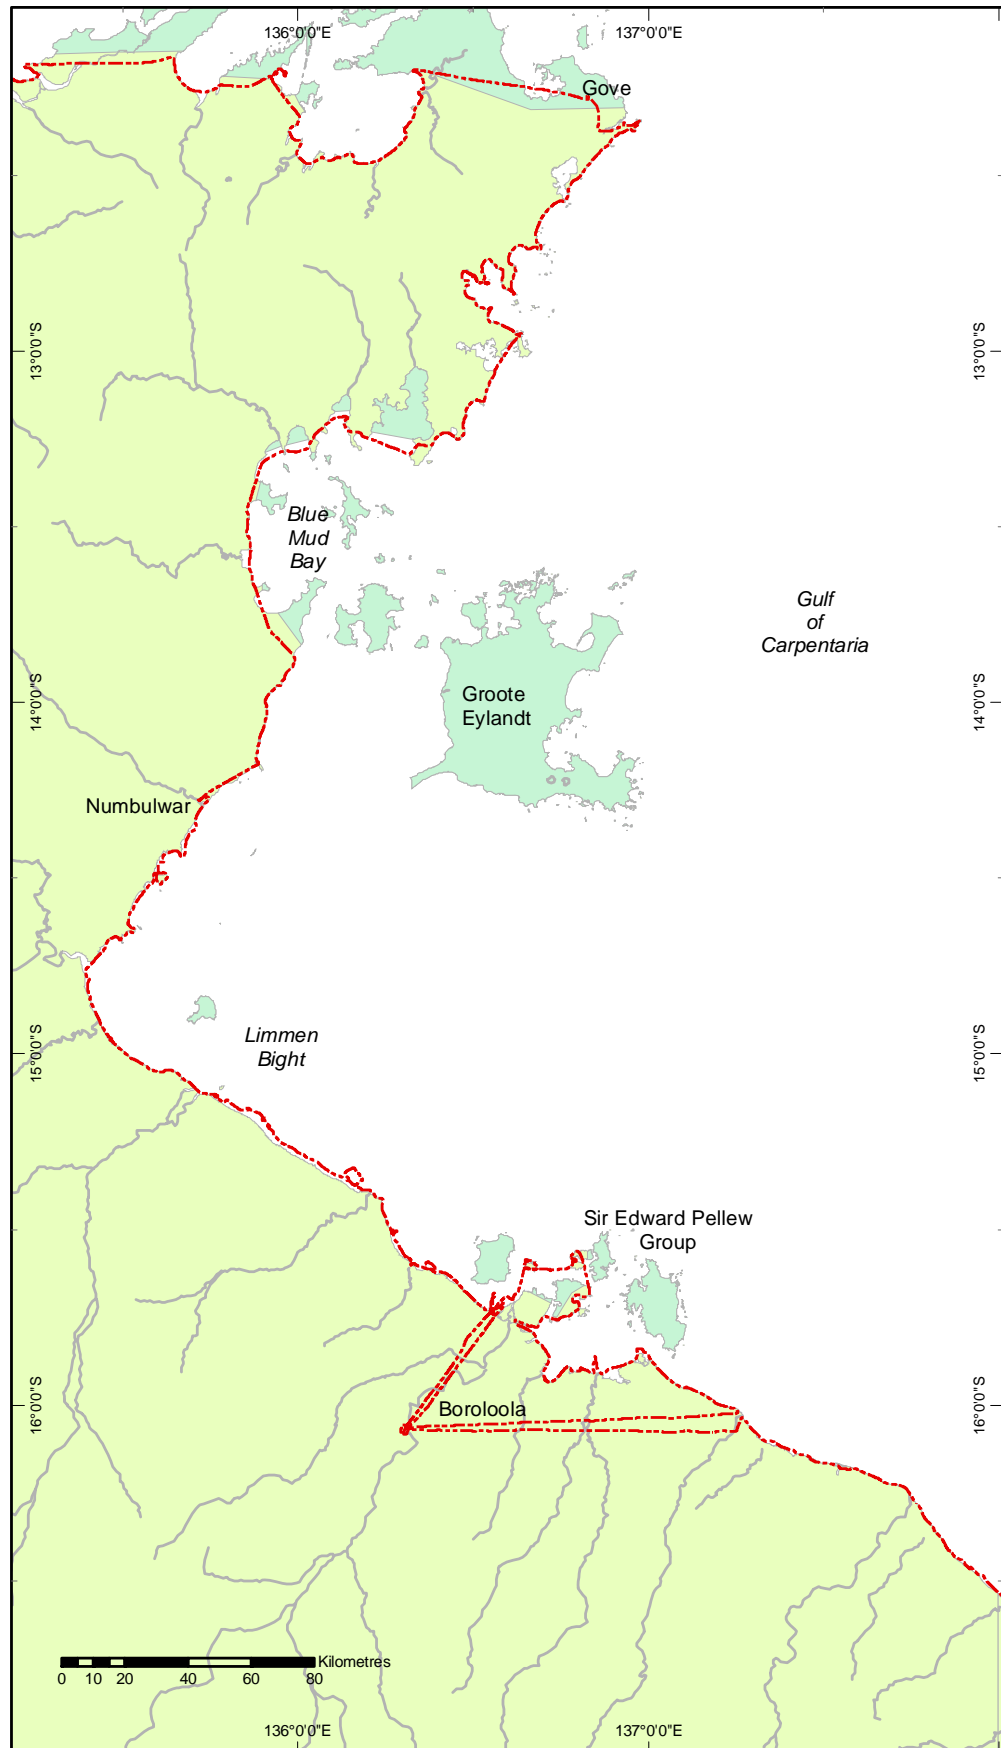 136°0'0"E
137°0'0"E
Gove
13°0'0"S
13°0'0"S
Blue
Mud
Bay
Gulf
of
Carpentaria
Groote
Eylandt
14°0'0"S
14°0'0"S
Numbulwar
Limmen
Bight
15°0'0"S
15°0'0"S
Sir Edward Pellew
Group
Boroloola
16°0'0"S
16°0'0"S
Kilometres
0 10 20 40 60 80
136°0'0"E
137°0'0"E